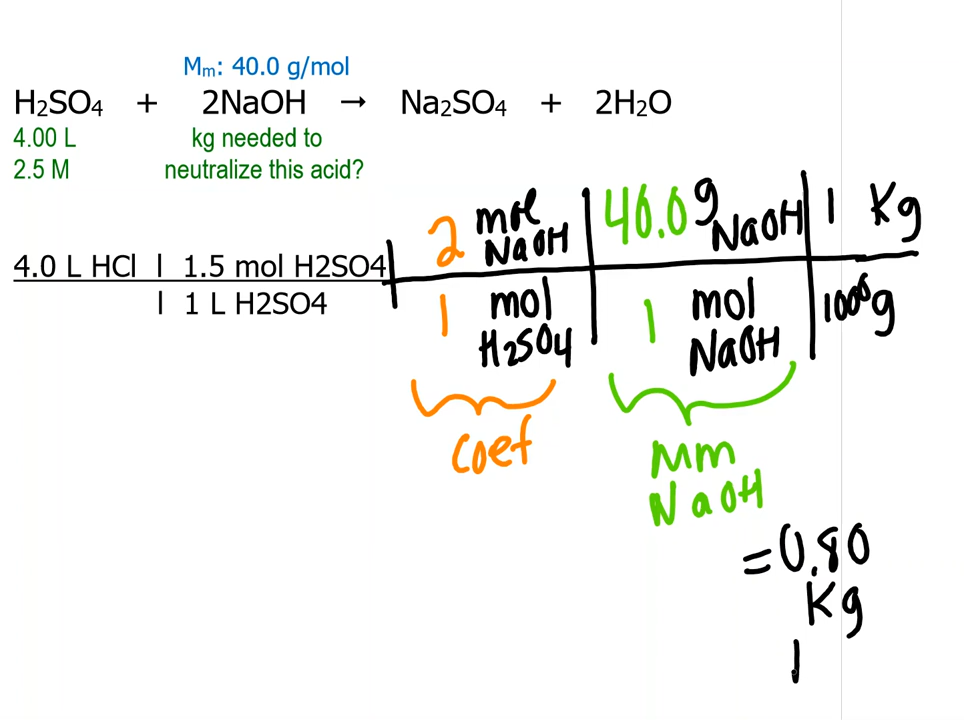 Mm: 40.0 g/mol
H2SO4 + 2NaOH → Na2SO4 + 2H2O
4.00 L kg needed to
2.5 M neutralize this acid?
4.0 L HCl | 1.5 mol H2SO4 | 2 mol NaOH | 40.0 g NaOH | 1 Kg
| 1 L H2SO4 | 1 mol H2SO4 | 1 mol NaOH | 1000 g
coef
Mm
NaOH
=0.80
Kg